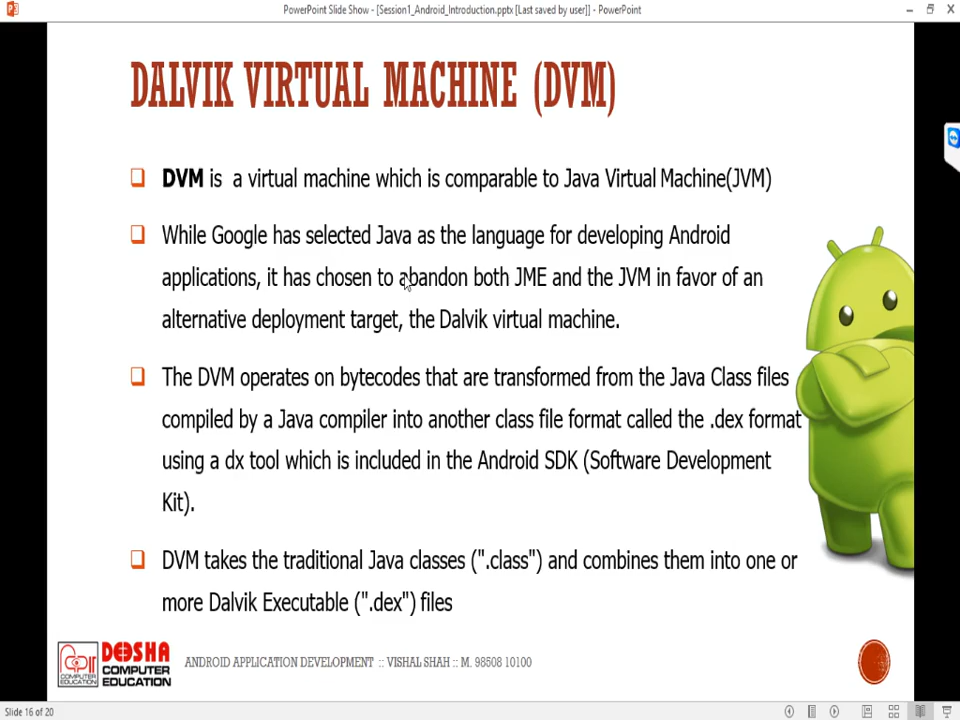 PowerPoint Slide Show - [Session1_Android_Introduction.pptx [Last saved by user]] - PowerPoint
DALVIK VIRTUAL MACHINE (DVM)
DVM is a virtual machine which is comparable to Java Virtual Machine(JVM)
While Google has selected Java as the language for developing Android
applications, it has chosen to abandon both JME and the JVM in favor of an
alternative deployment target, the Dalvik virtual machine.
The DVM operates on bytecodes that are transformed from the Java Class files
compiled by a Java compiler into another class file format called the .dex format
using a dx tool which is included in the Android SDK (Software Development
Kit).
DVM takes the traditional Java classes (".class") and combines them into one or
more Dalvik Executable (".dex") files
DEOSHA
COMPUTER
EDUCATION
ANDROID APPLICATION DEVELOPMENT :: VISHAL SHAH :: M. 98508 10100
Slide 16 of 20